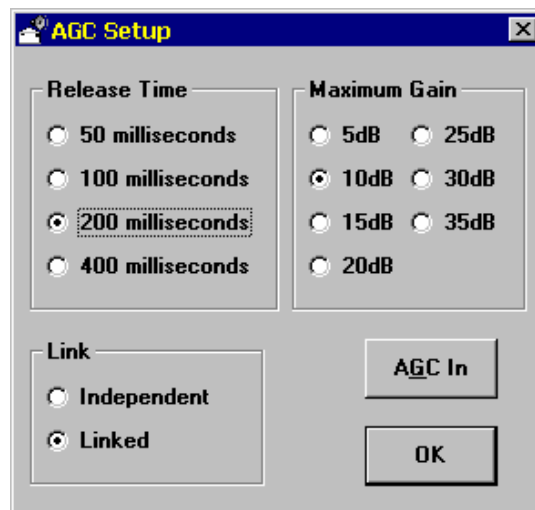 AGC Setup
Release Time
50 milliseconds
100 milliseconds
200 milliseconds
400 milliseconds
Maximum Gain
5dB 25dB
10dB 30dB
15dB 35dB
20dB
Link
Independent
Linked
AGC In
OK